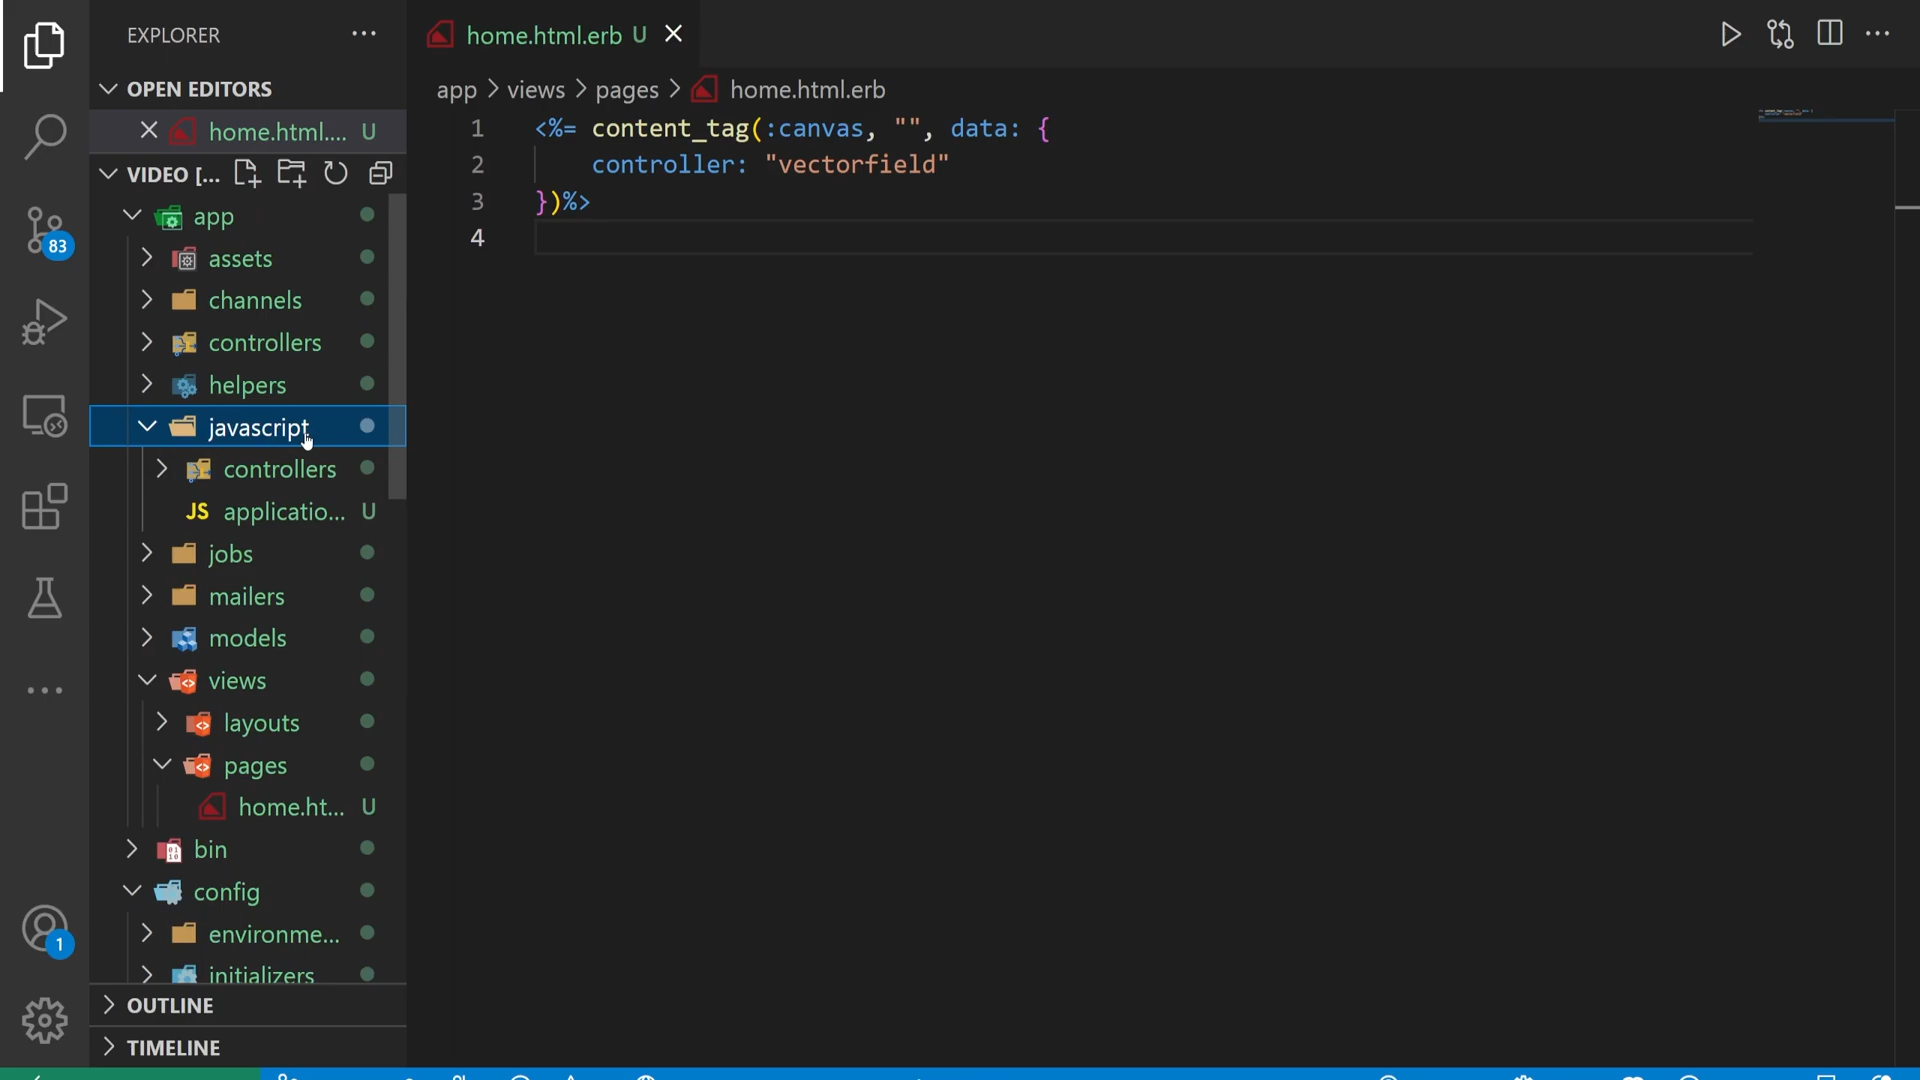 EXPLORER
home.html.erb U
OPEN EDITORS
home.html.... U
VIDEO [...
app
assets
channels
controllers
helpers
javascript
controllers
JS applicatio... U
jobs
mailers
models
views
layouts
pages
home.ht... U
bin
config
environme...
initializers
OUTLINE
TIMELINE
83
1
app > views > pages > home.html.erb
1 <%= content_tag(:canvas, "", data: {
2 controller: "vectorfield"
3 })%>
4